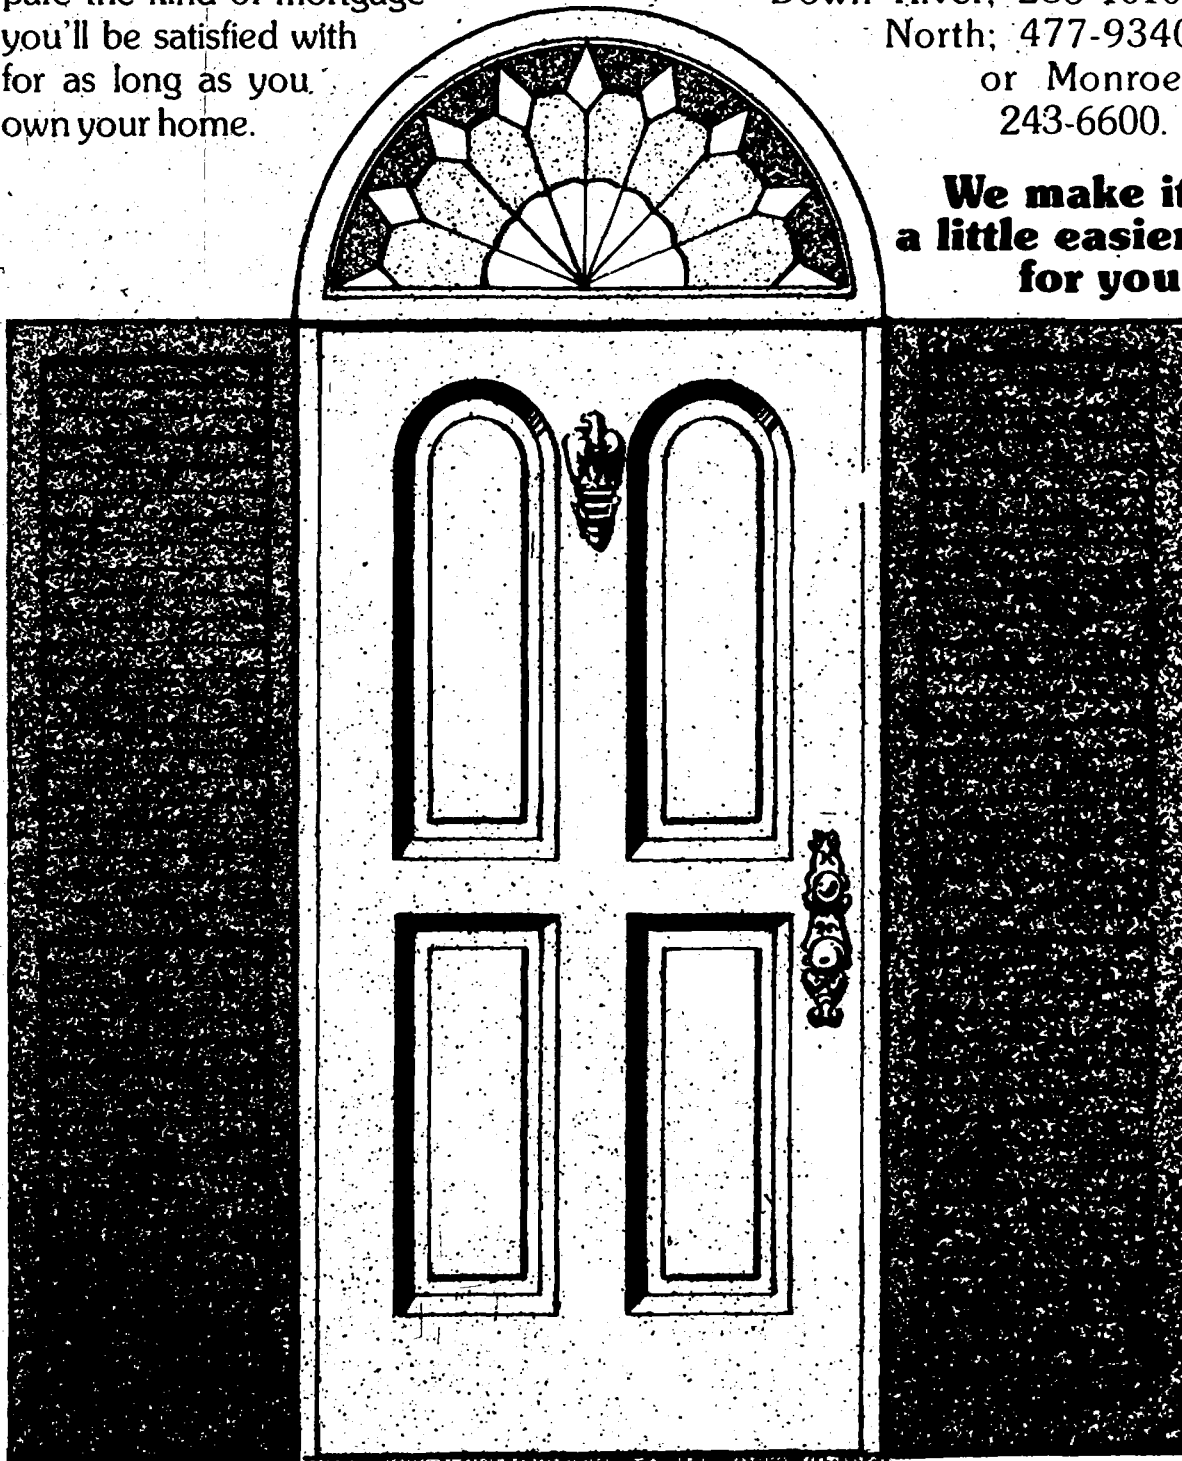 you'll be satisfied with
for as long as you
own your home.
North; 477-9340
or Monroe
243-6600.
We make it
a little easier
for you